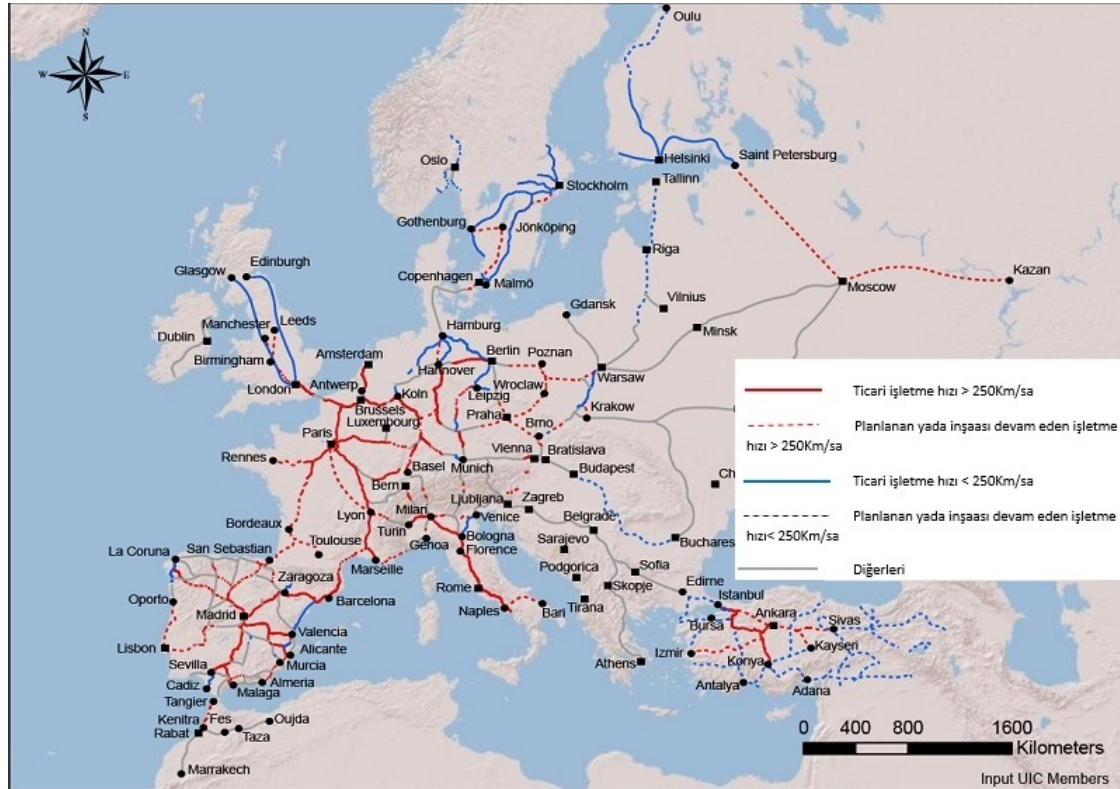 N
W
E
S
Oulu
Oslo
Helsinki
Saint Petersburg
Tallinn
Stockholm
Gothenburg
Jönköping
Riga
Glasgow
Edinburgh
Copenhagen
Malmö
Vilnius
Moscow
Kazan
Gdansk
Minsk
Dublin
Manchester
Leeds
Hamburg
Birmingham
Amsterdam
Hannover
Berlin
Poznan
Warsaw
London
Antwerp
Koln
Leipzig
Wroclaw
Brussels
Luxembourg
Praha
Krakow
Brno
Paris
Rennes
Basel
Munich
Vienna
Bratislava
Budapest
Bern
Ch
Ljubljana
Zagreb
Lyon
Milan
Venice
Bordeaux
Turin
Belgrade
Bologna
Buchares
Toulouse
Genoa
Florence
Sarajevo
La Coruna
San Sebastian
Marseille
Podgorica
Sofia
Edirne
Istanbul
Zaragoza
Rome
Skopje
Oporto
Barcelona
Naples
Bari
Tirana
Bursa
Ankara
Sivas
Madrid
Valencia
Lisbon
Alicante
Izmir
Kayseri
Sevilla
Murcia
Athens
Konya
Cadiz
Malaga
Almeria
Antalya
Adana
Tangier
Kenitra
Fes
Oujda
Rabat
Taza
Marrakech
Ticari işletme hızı > 250Km/sa
Planlanan yada inşaası devam eden işletme
hızı > 250Km/sa
Ticari işletme hızı < 250Km/sa
Planlanan yada inşaası devam eden işletme
hızı< 250Km/sa
Diğerleri
0 400 800 1600
Kilometers
Input UIC Members